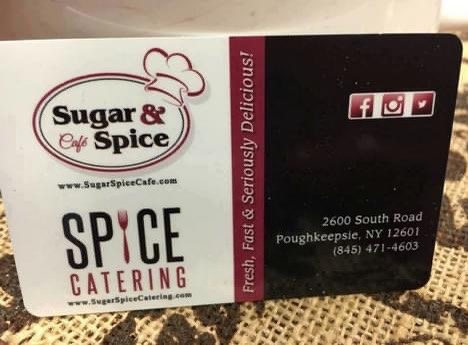 Sugar &
Café Spice
www.SugarSpiceCafe.com
SPICE
CATERING
www.SugerSpiceCatering.com
Fresh, Fast & Seriously Delicious!
2600 South Road
Poughkeepsie, NY 12601
(845) 471-4603